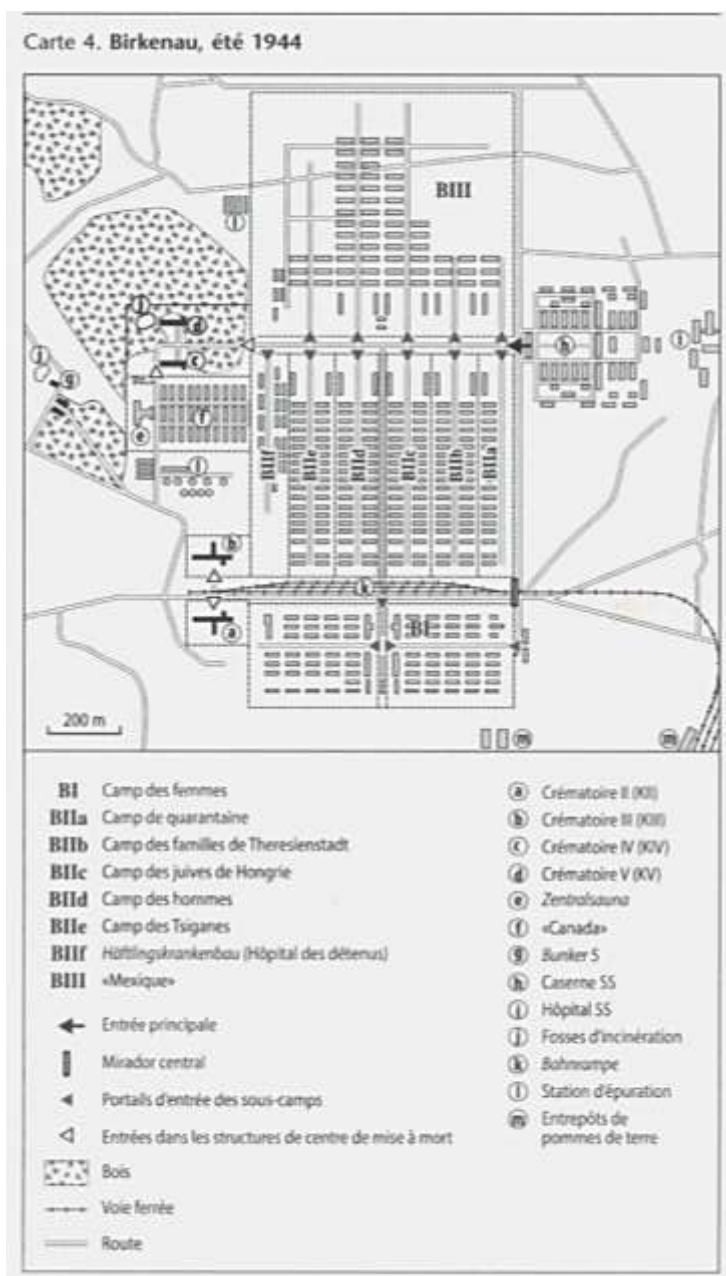 Carte 4. Birkenau, été 1944
BIII
BIIf
BIIe
BIId
BIIc
BIIb
BIIa
BI
l
j
d
c
j
g
e
f
l
b
a
k
h
i
m
m
200 m
BI Camp des femmes
BIIa Camp de quarantaine
BIIb Camp des familles de Theresienstadt
BIIc Camp des juives de Hongrie
BIId Camp des hommes
BIIe Camp des Tsiganes
BIIf Häftlingskrankenbau (Hôpital des détenus)
BIII «Mexique»
Entrée principale
Mirador central
Portails d'entrée des sous-camps
Entrées dans les structures de centre de mise à mort
Bois
Voie ferrée
Route
a Crématoire II (KII)
b Crématoire III (KIII)
c Crématoire IV (KIV)
d Crématoire V (KV)
e Zentralsauna
f «Canada»
g Bunker 5
h Caserne SS
i Hôpital SS
j Fosses d'incinération
k Bahnrampe
l Station d'épuration
m Entrepôts de
pommes de terre